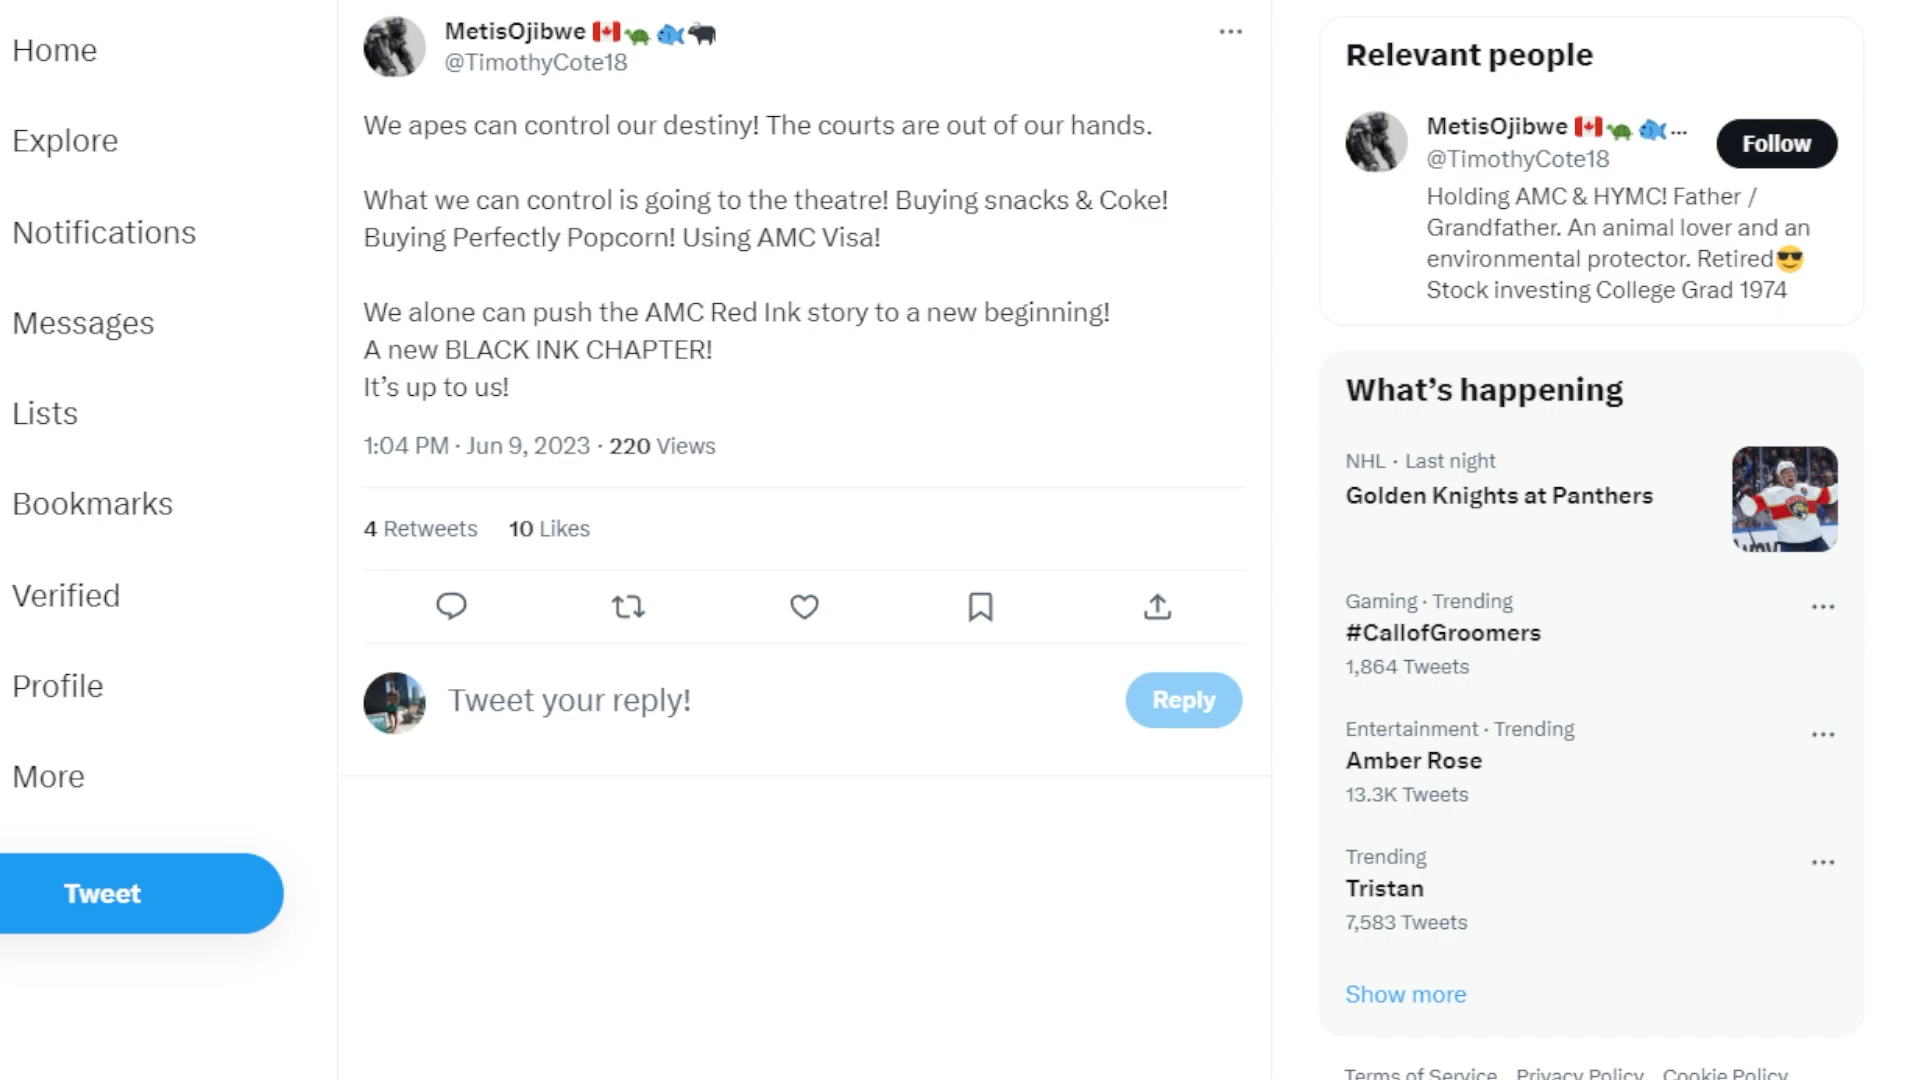 Home
Explore
Notifications
Messages
Lists
Bookmarks
Verified
Profile
More
Tweet
MetisOjibwe 🇨🇦🐢🐟🐃
@TimothyCote18
We apes can control our destiny! The courts are out of our hands.
What we can control is going to the theatre! Buying snacks & Coke!
Buying Perfectly Popcorn! Using AMC Visa!
We alone can push the AMC Red Ink story to a new beginning!
A new BLACK INK CHAPTER!
It’s up to us!
1:04 PM · Jun 9, 2023 · 220 Views
4 Retweets 10 Likes
Tweet your reply!
Reply
Relevant people
MetisOjibwe 🇨🇦🐢🐟...
@TimothyCote18
Follow
Holding AMC & HYMC! Father /
Grandfather. An animal lover and an
environmental protector. Retired😎
Stock investing College Grad 1974
What’s happening
NHL · Last night
Golden Knights at Panthers
Gaming · Trending
#CallofGroomers
1,864 Tweets
Entertainment · Trending
Amber Rose
13.3K Tweets
Trending
Tristan
7,583 Tweets
Show more
Terms of Service Privacy Policy Cookie Policy